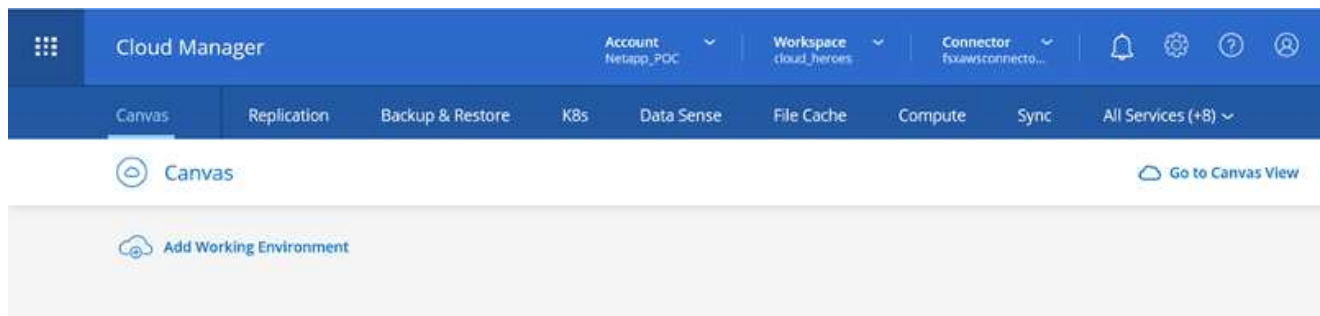 Cloud Manager
Account
Netapp_POC
Workspace
cloud_heroes
Connector
fsxawsconnecto...
Canvas Replication Backup & Restore K8s Data Sense File Cache Compute Sync All Services (+8)
Canvas
Go to Canvas View
Add Working Environment